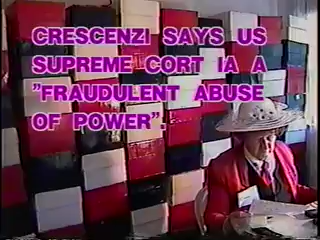 CRESCENZI SAYS US
SUPREME CORT IA A
"FRAUDULENT ABUSE
OF POWER".